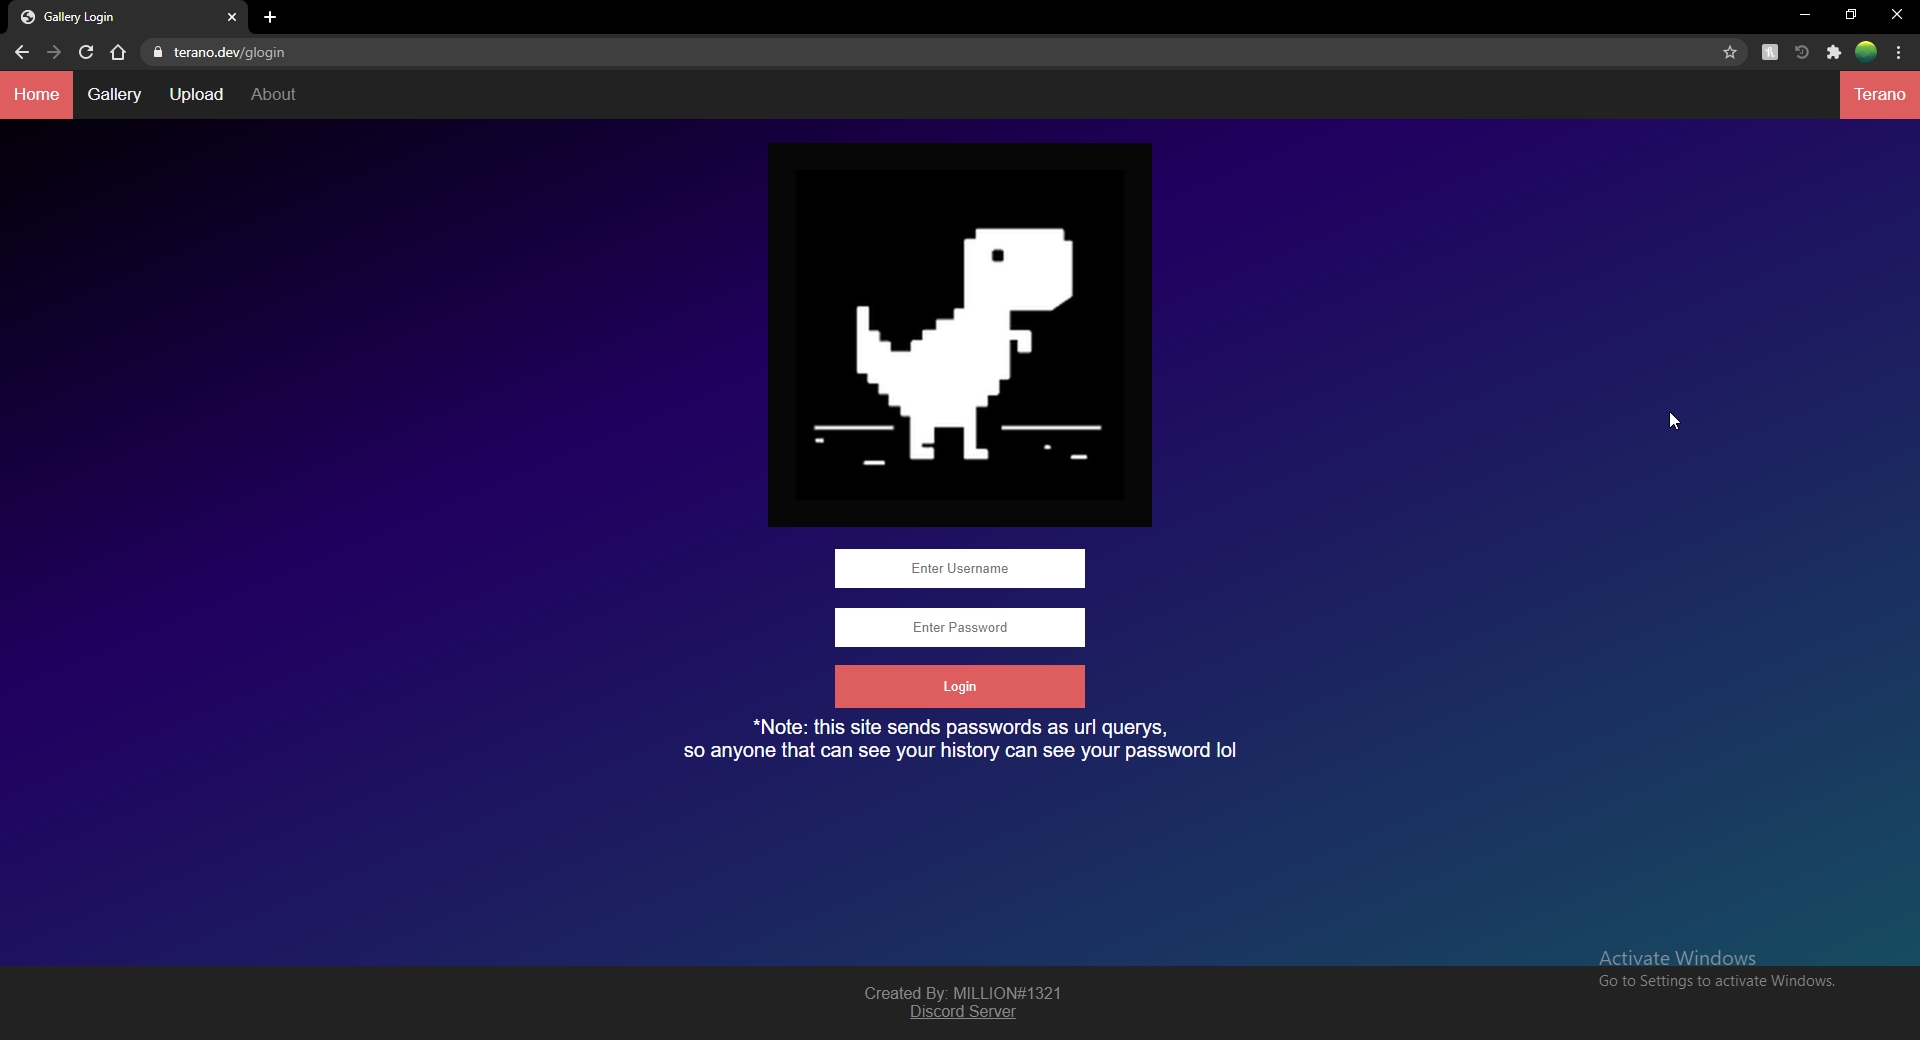 Gallery Login
terano.dev/glogin
Home Gallery Upload About Terano
Enter Username
Enter Password
Login
*Note: this site sends passwords as url querys,
so anyone that can see your history can see your password lol
Activate Windows
Go to Settings to activate Windows.
Created By: MILLION#1321
Discord Server